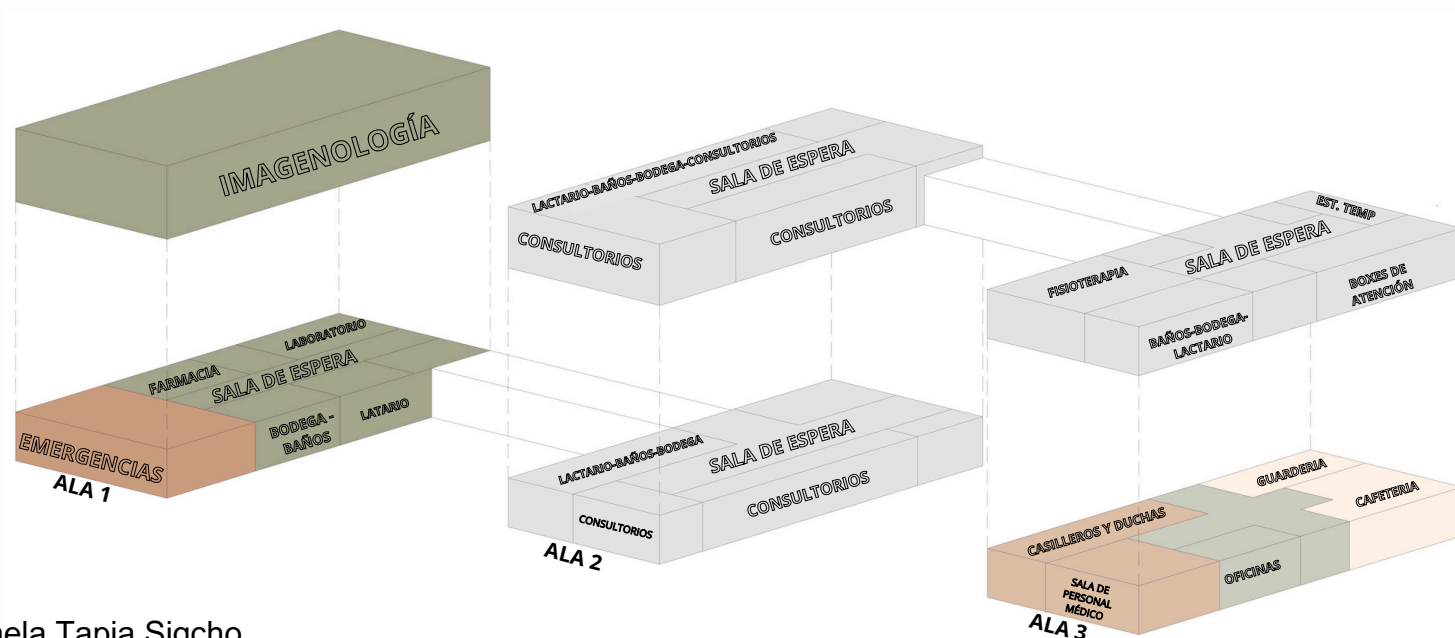 IMAGENOLOGÍA
LABORATORIO
FARMACIA
SALA DE ESPERA
LATARIO
BODEGA -
BAÑOS
EMERGENCIAS
ALA 1
LACTARIO-BAÑOS-BODEGA-CONSULTORIOS
SALA DE ESPERA
CONSULTORIOS
CONSULTORIOS
LACTARIO-BAÑOS-BODEGA
SALA DE ESPERA
CONSULTORIOS
CONSULTORIOS
ALA 2
EST. TEMP
SALA DE ESPERA
FISIOTERAPIA
BOXES DE
ATENCIÓN
BAÑOS-BODEGA-
LACTARIO
GUARDERIA
CAFETERIA
CASILLEROS Y DUCHAS
OFICINAS
SALA DE
PERSONAL
MÉDICO
ALA 3
Tapia Sigcho